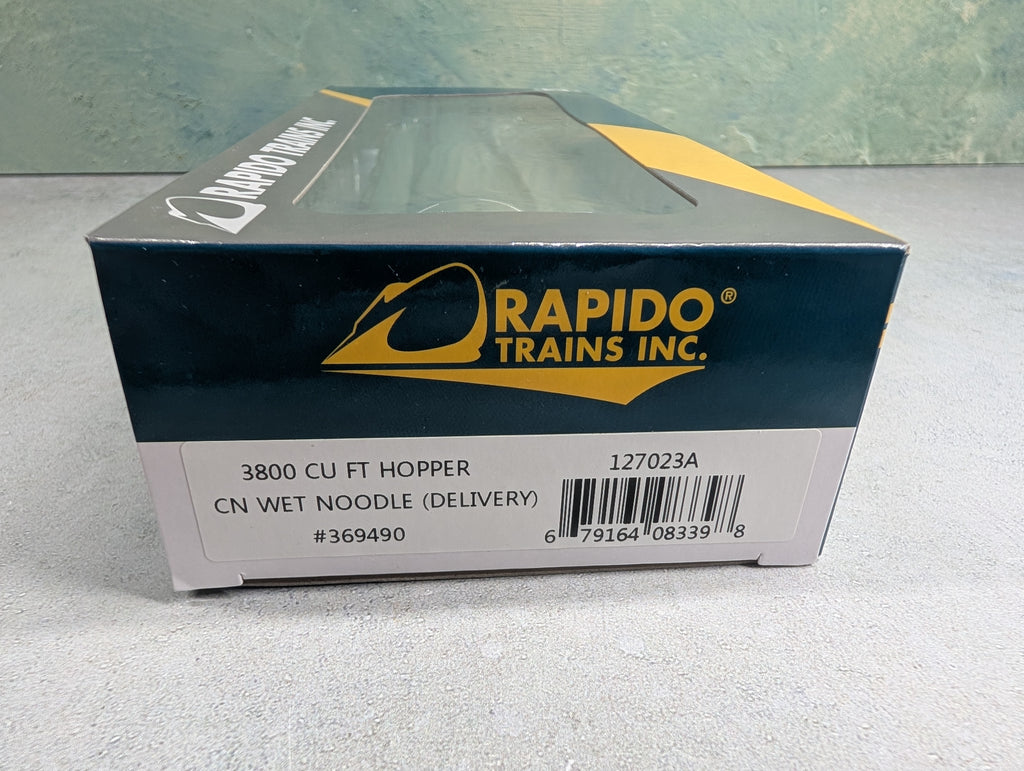 RAPIDO TRAINS INC.
RAPIDO®
TRAINS INC.
3800 CU FT HOPPER
CN WET NOODLE (DELIVERY)
#369490
127023A
6 79164 08339 8